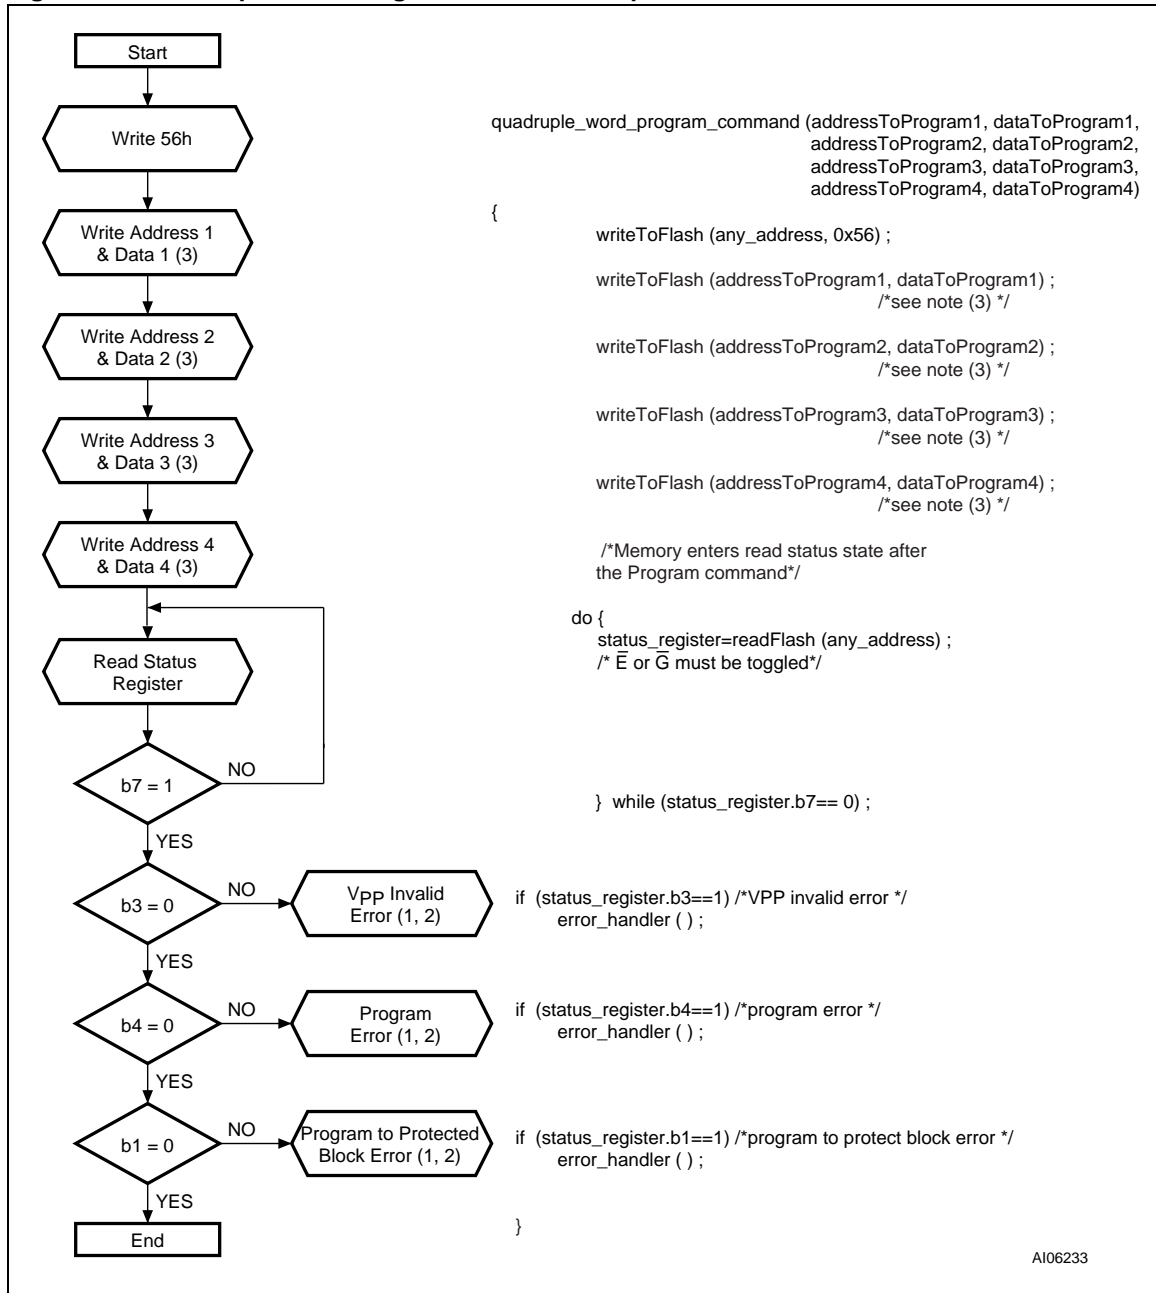 Start
Write 56h
Write Address 1
& Data 1 (3)
Write Address 2
& Data 2 (3)
Write Address 3
& Data 3 (3)
Write Address 4
& Data 4 (3)
Read Status
Register
b7 = 1
NO
YES
b3 = 0
NO
VPP Invalid
Error (1, 2)
YES
b4 = 0
NO
Program
Error (1, 2)
YES
b1 = 0
NO
Program to Protected
Block Error (1, 2)
YES
End
quadruple_word_program_command (addressToProgram1, dataToProgram1,
addressToProgram2, dataToProgram2,
addressToProgram3, dataToProgram3,
addressToProgram4, dataToProgram4)
{
writeToFlash (any_address, 0x56) ;
writeToFlash (addressToProgram1, dataToProgram1) ;
/*see note (3) */
writeToFlash (addressToProgram2, dataToProgram2) ;
/*see note (3) */
writeToFlash (addressToProgram3, dataToProgram3) ;
/*see note (3) */
writeToFlash (addressToProgram4, dataToProgram4) ;
/*see note (3) */
/*Memory enters read status state after
the Program command*/
do {
status_register=readFlash (any_address) ;
/* E̅ or G̅ must be toggled*/
} while (status_register.b7== 0) ;
if (status_register.b3==1) /*VPP invalid error */
error_handler ( ) ;
if (status_register.b4==1) /*program error */
error_handler ( ) ;
if (status_register.b1==1) /*program to protect block error */
error_handler ( ) ;
}
AI06233